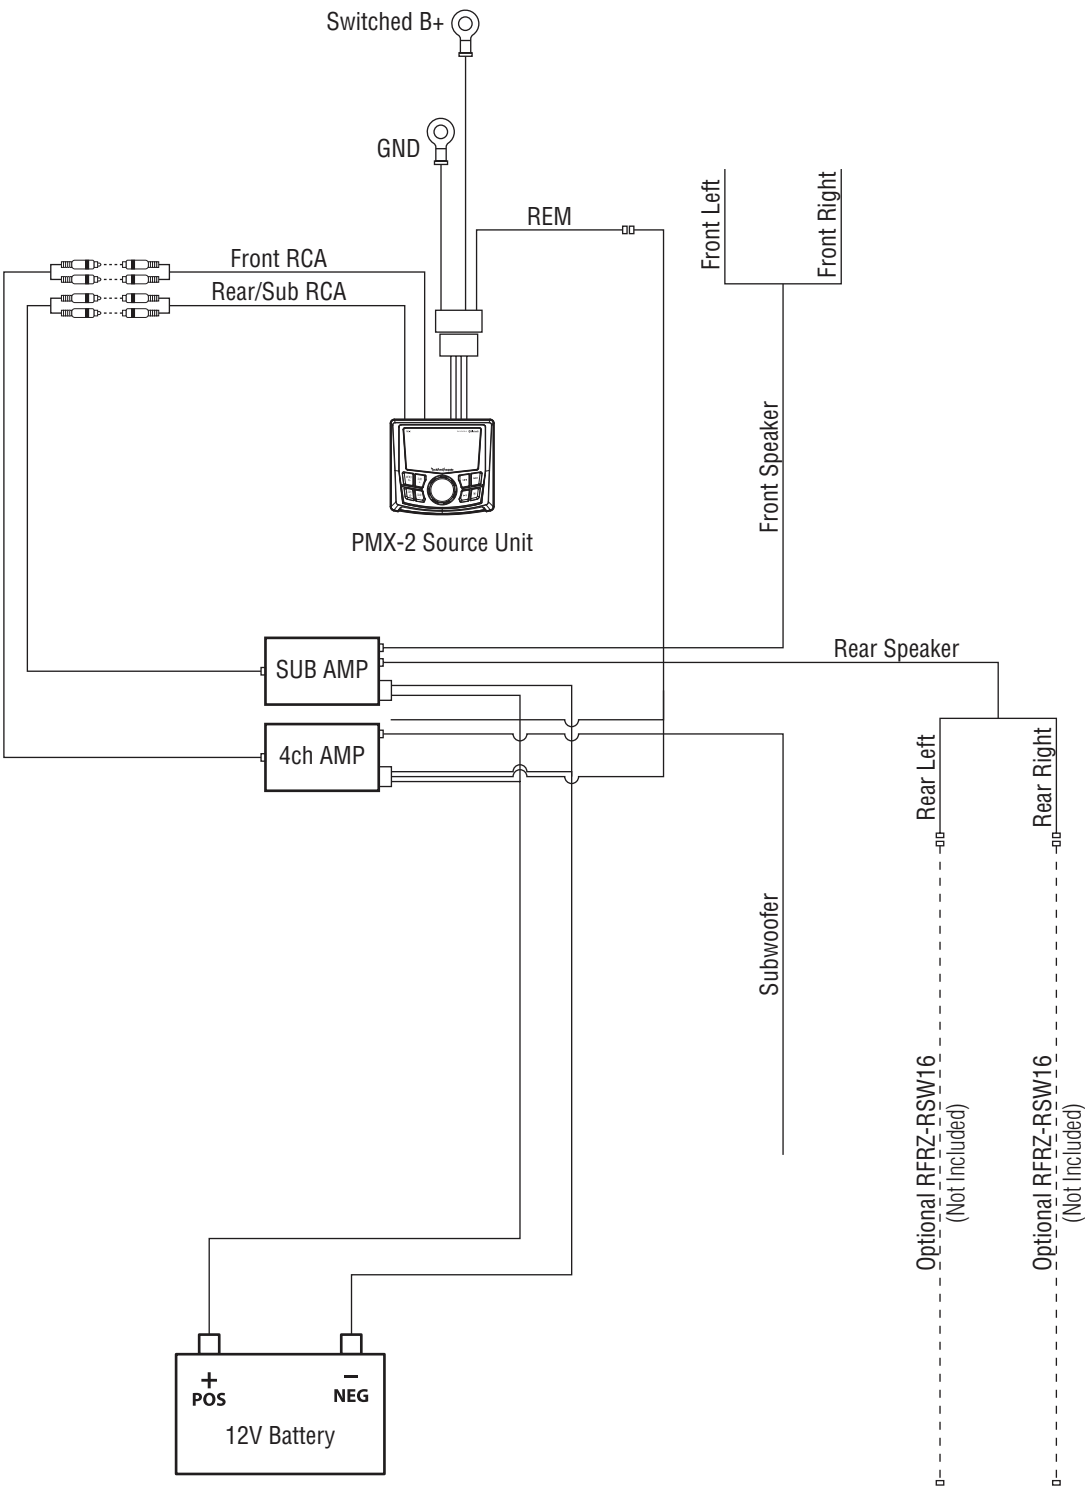 Switched B+
GND
REM
Front Left
Front Right
Front RCA
Rear/Sub RCA
Front Speaker
PMX-2 Source Unit
Rear Speaker
SUB AMP
4ch AMP
Rear Left
Rear Right
Subwoofer
Optional RFRZ-RSW16
(Not Included)
Optional RFRZ-RSW16
(Not Included)
+
POS
−
NEG
12V Battery